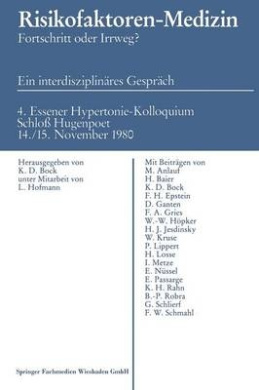 Risikofaktoren-Medizin
Fortschritt oder Irrweg?
Ein interdisziplinäres Gespräch
4. Essener Hypertonie-Kolloquium
Schloß Hugenpoet
14./15. November 1980
Herausgegeben von
K. D. Bock
unter Mitarbeit von
L. Hofmann
Mit Beiträgen von
M. Anlauf
H. Baier
K. D. Bock
F. H. Epstein
D. Ganten
F. A. Gries
W.-W. Höpker
H. J. Jesdinsky
W. Kruse
P. Lippert
H. Losse
I. Metze
E. Nüssel
E. Passarge
K. H. Rahn
B.-P. Robra
G. Schlierf
F. W. Schmahl
Springer Fachmedien Wiesbaden GmbH